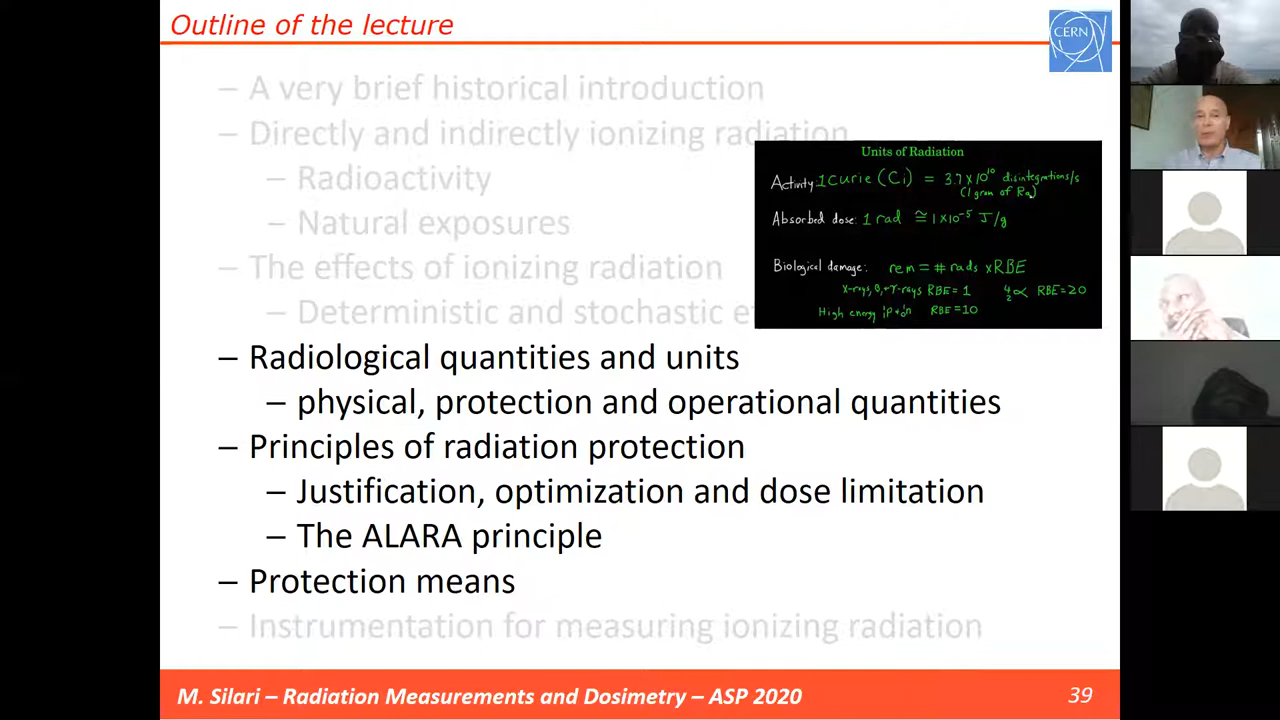 Outline of the lecture
CERN
– A very brief historical introduction
– Directly and indirectly ionizing radiation
– Radioactivity
– Natural exposures
– The effects of ionizing radiation
– Deterministic and stochastic e
Units of Radiation
Activity: 1 Curie (Ci) = 3.7×10¹⁰ disintegrations/s
(1 gram of Ra)
Absorbed dose: 1 rad ≅ 1×10⁻⁵ J/g
Biological damage: rem = # rads × RBE
RBE = 1
RBE = 20
High energy
RBE = 10
– Radiological quantities and units
– physical, protection and operational quantities
– Principles of radiation protection
– Justification, optimization and dose limitation
– The ALARA principle
– Protection means
– Instrumentation for measuring ionizing radiation
M. Silari – Radiation Measurements and Dosimetry – ASP 2020
39